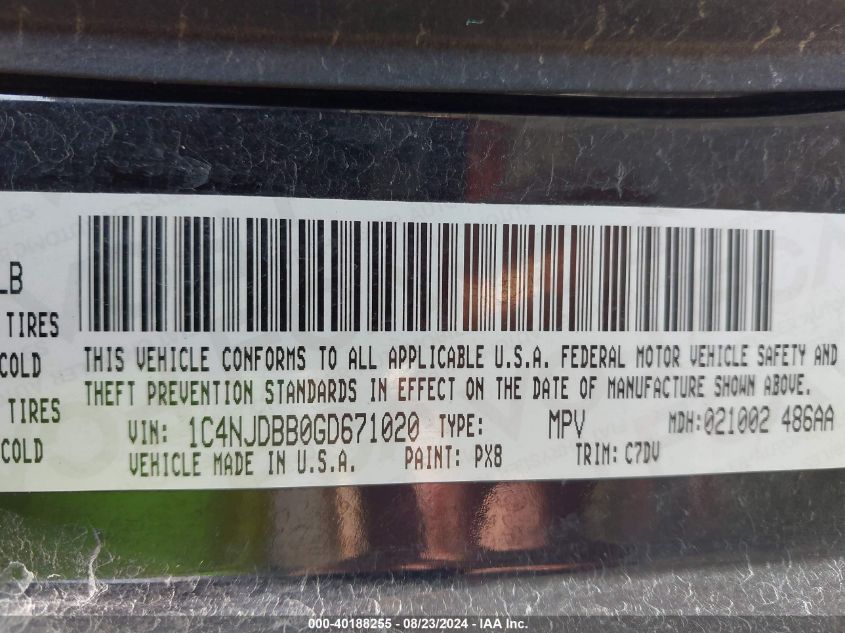 LB
TIRES
COLD
TIRES
COLD
THIS VEHICLE CONFORMS TO ALL APPLICABLE U.S.A. FEDERAL MOTOR VEHICLE SAFETY AND
THEFT PREVENTION STANDARDS IN EFFECT ON THE DATE OF MANUFACTURE SHOWN ABOVE.
VIN: 1C4NJDBB0GD671020 TYPE: MPV MDH: 021002 486AA
VEHICLE MADE IN U.S.A. PAINT: PX8 TRIM: C7DV
000-40188255 - 08/23/2024 - IAA Inc.